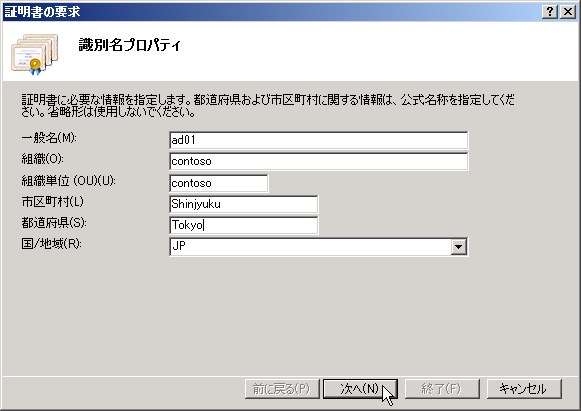 証明書の要求
識別名プロパティ
証明書に必要な情報を指定します。都道府県および市区町村に関する情報は、公式名称を指定してくだ
さい。省略形は使用しないでください。
一般名(M): ad01
組織(O): contoso
組織単位 (OU)(U): contoso
市区町村(L) Shinjyuku
都道府県(S): Tokyo
国/地域(R): JP
前に戻る(P) 次へ(N) 終了(F) キャンセル